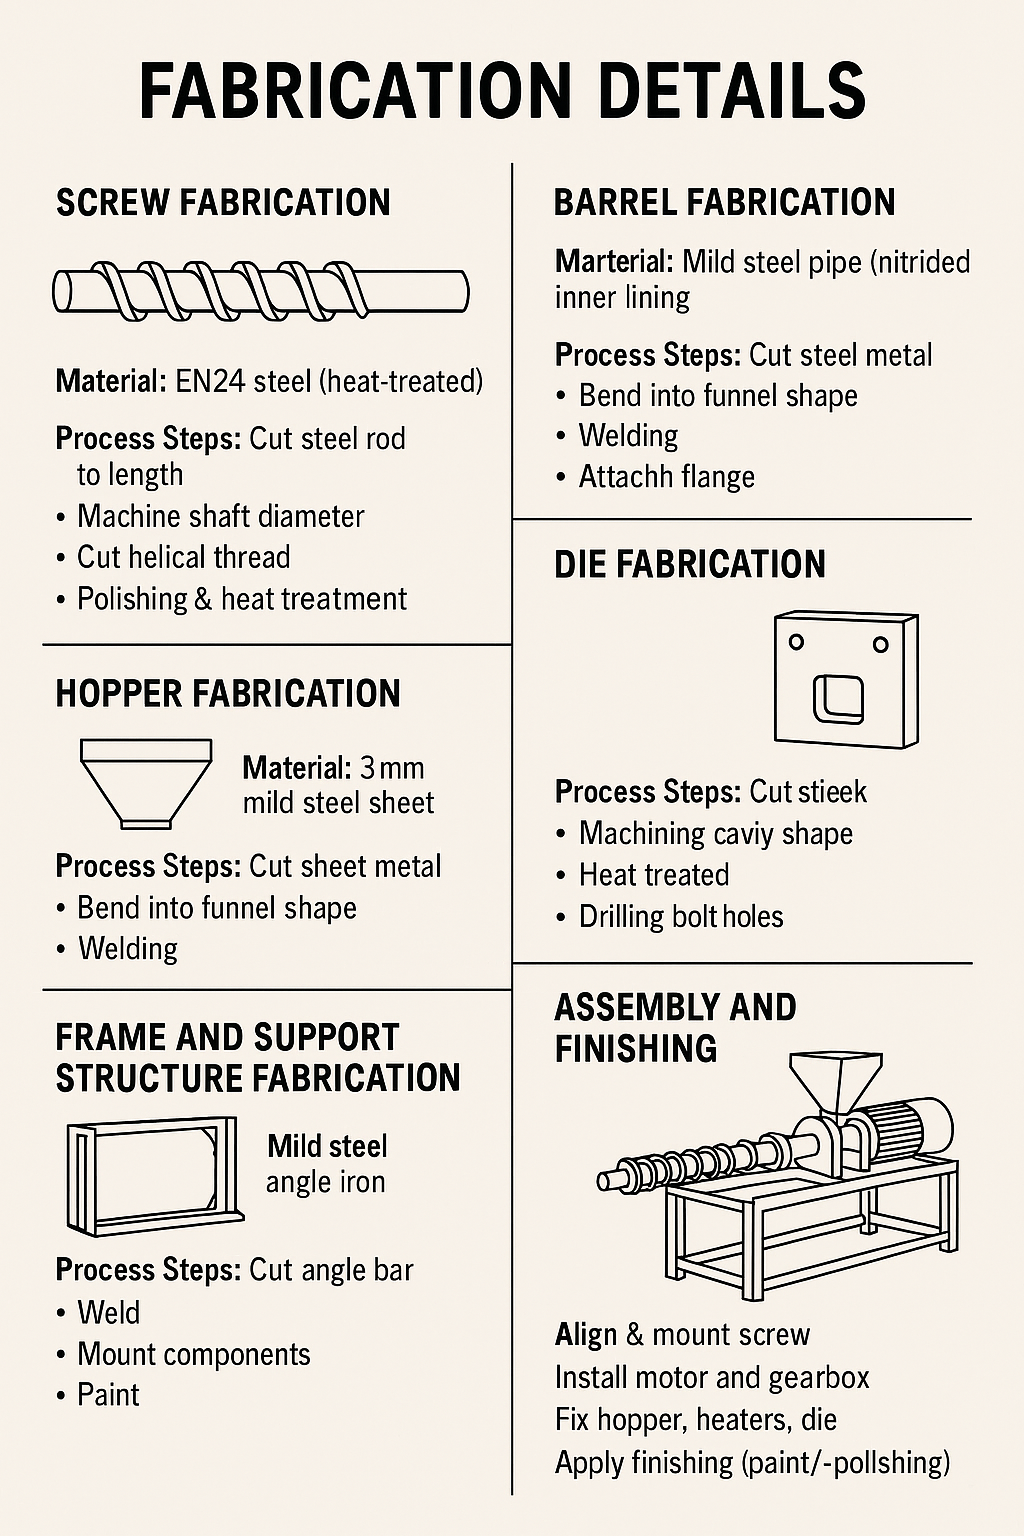 FABRICATION DETAILS
SCREW FABRICATION
Material: EN24 steel (heat-treated)
Process Steps: Cut steel rod
to length
• Machine shaft diameter
• Cut helical thread
• Polishing & heat treatment
HOPPER FABRICATION
Material: 3 mm
mild steel sheet
Process Steps: Cut sheet metal
• Bend into funnel shape
• Welding
FRAME AND SUPPORT
STRUCTURE FABRICATION
Mild steel
angle iron
Process Steps: Cut angle bar
• Weld
• Mount components
• Paint
BARREL FABRICATION
Marterial: Mild steel pipe (nitrided
inner lining
Process Steps: Cut steel metal
• Bend into funnel shape
• Welding
• Attachh flange
DIE FABRICATION
Process Steps: Cut stieek
• Machining caviy shape
• Heat treated
• Drilling bolt holes
ASSEMBLY AND
FINISHING
Align & mount screw
Install motor and gearbox
Fix hopper, heaters, die
Apply finishing (paint/-pollshing)